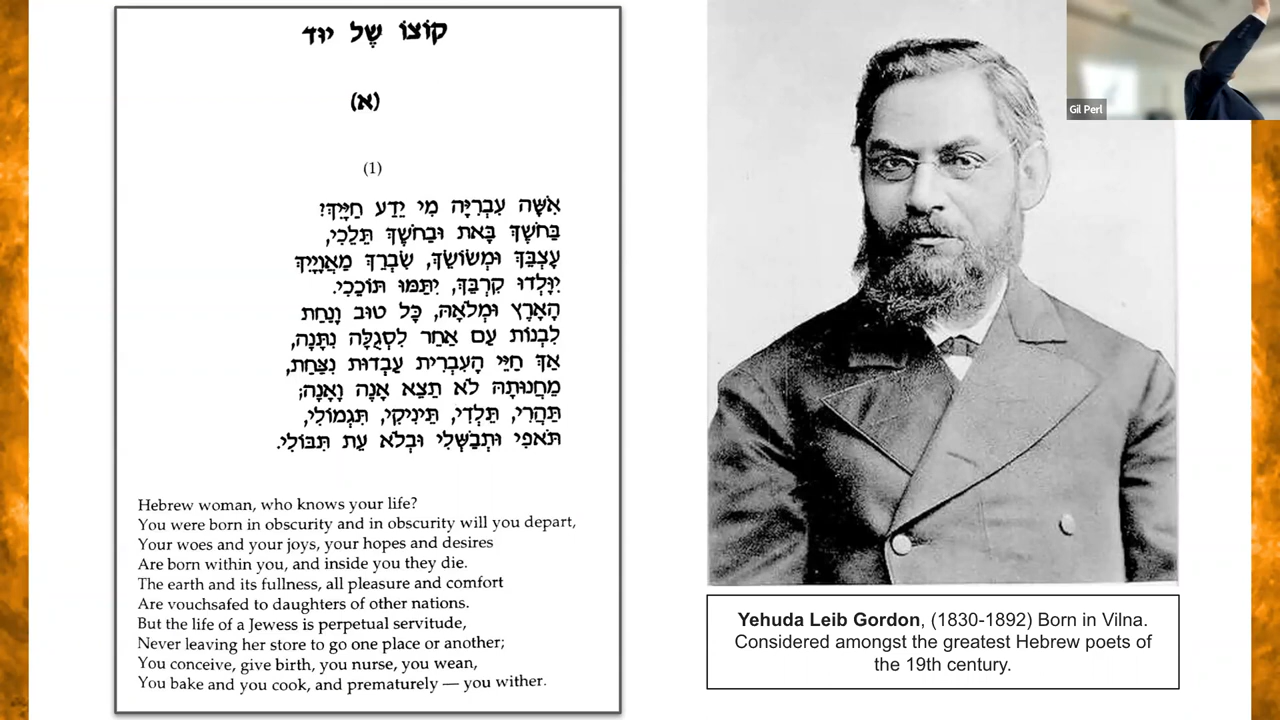 קוֹצוֹ שֶׁל יוּד
(א)
(1)
אִשָּׁה עִבְרִיָּה מִי יֵדַע חַיָּיִךְ?
בַּחֹשֶׁךְ בָּאת וּבַחֹשֶׁךְ תֵּלֵכִי,
עָצְבֵּךְ וּמְשׂוֹשֵׂךְ, שִׂבְרֵךְ מַאֲוַיָּיִךְ
יִוָּלְדוּ קִרְבֵּךְ, יִתַּמּוּ תוֹכֵכִי.
הָאָרֶץ וּמְלֹאָהּ, כָּל טוּב וָנַחַת
לִבְנוֹת עַם אַחֵר לִסְגֻלָּה נִתָּנָה,
אַךְ חַיֵּי הָעִבְרִית עַבְדוּת נִצַּחַת,
מֵחֲנוּתָהּ לֹא תֵצֵא אָנֶה וָאָנָה;
תַּהֲרִי, תֵּלְדִי, תֵּינִיקִי, תִּגְמוֹלִי,
תֹּאפִי וּתְבַשְּׁלִי וּבְלֹא עֵת תִּבּוֹלִי.
Hebrew woman, who knows your life?
You were born in obscurity and in obscurity will you depart,
Your woes and your joys, your hopes and desires
Are born within you, and inside you they die.
The earth and its fullness, all pleasure and comfort
Are vouchsafed to daughters of other nations.
But the life of a Jewess is perpetual servitude,
Never leaving her store to go one place or another;
You conceive, give birth, you nurse, you wean,
You bake and you cook, and prematurely — you wither.
Gil Perl
Yehuda Leib Gordon, (1830-1892) Born in Vilna.
Considered amongst the greatest Hebrew poets of
the 19th century.